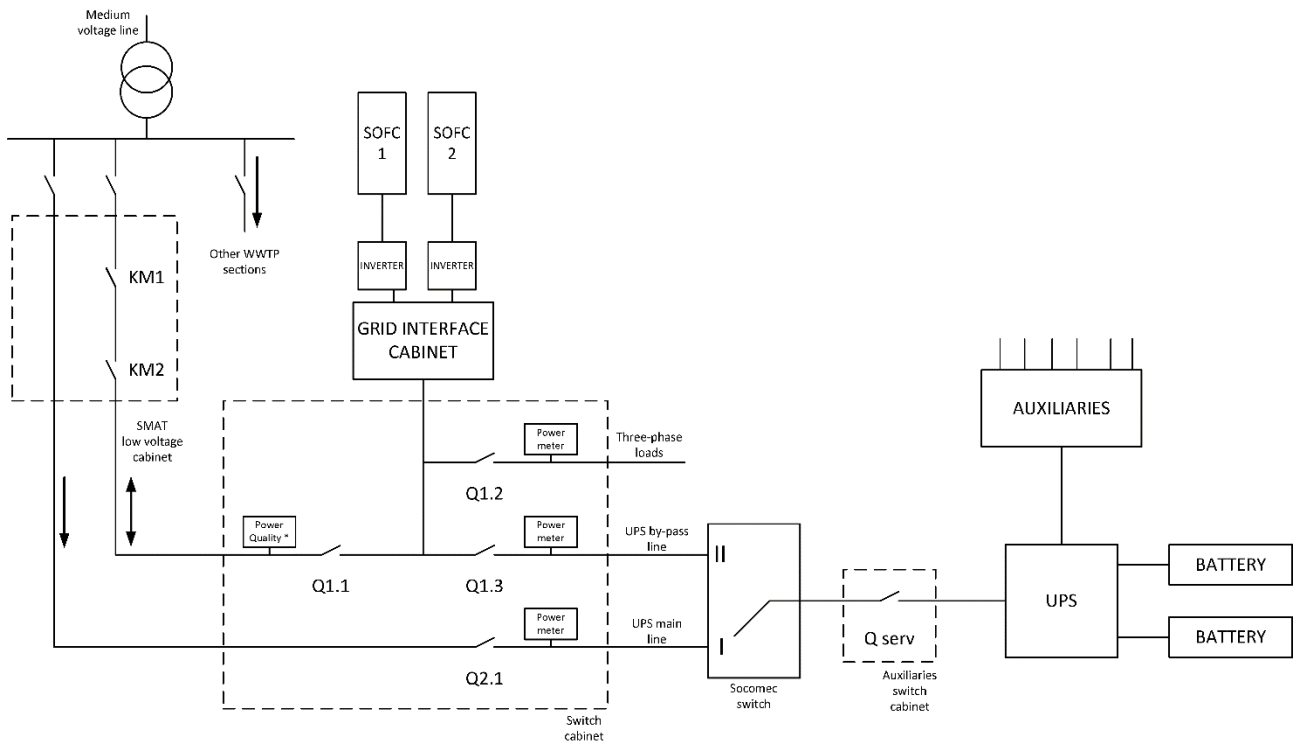 Medium
voltage line
SOFC
1
SOFC
2
INVERTER
INVERTER
GRID INTERFACE
CABINET
Other WWTP
sections
KM1
KM2
SMAT
low voltage
cabinet
Power
meter
Three-phase
loads
Q1.2
Power
Quality *
Q1.1
Power
meter
Q1.3
UPS by-pass
line
Power
meter
Q2.1
UPS main
line
Switch
cabinet
II
I
Socomec
switch
Q serv
Auxiliaries
switch
cabinet
AUXILIARIES
UPS
BATTERY
BATTERY